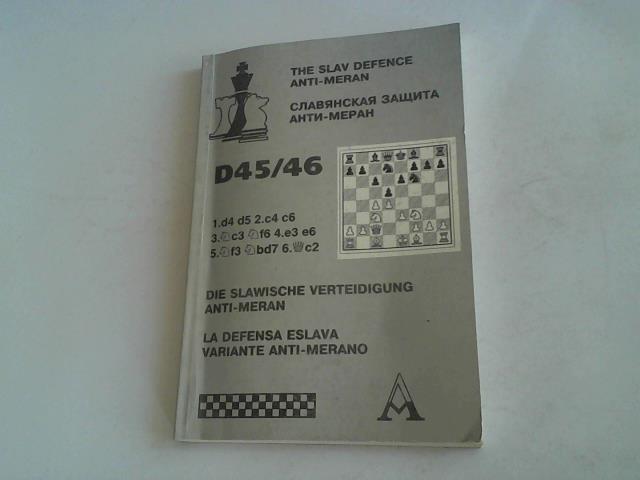 THE SLAV DEFENCE
ANTI-MERAN
СЛАВЯНСКАЯ ЗАЩИТА
АНТИ-МЕРАН
D45/46
1.d4 d5 2.c4 c6
3.♘c3 ♘f6 4.e3 e6
5.♘f3 ♘bd7 6.♕c2
DIE SLAWISCHE VERTEIDIGUNG
ANTI-MERAN
LA DEFENSA ESLAVA
VARIANTE ANTI-MERANO